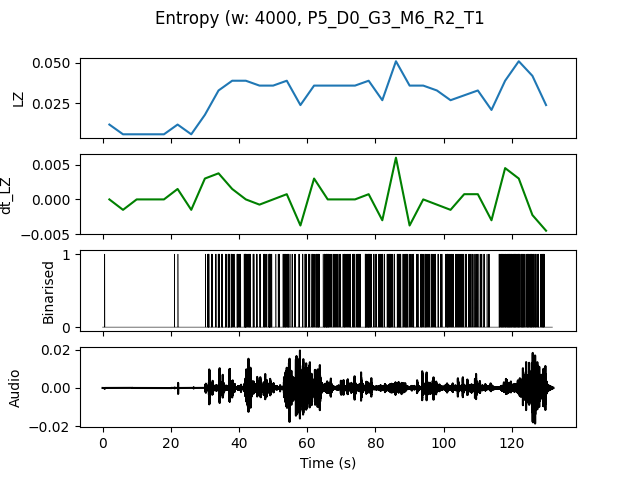 Entropy (w: 4000, P5_D0_G3_M6_R2_T1
0.050
0.025
LZ
0.005
0.000
−0.005
dt_LZ
1
0
Binarised
0.02
0.00
−0.02
Audio
0 20 40 60 80 100 120
Time (s)